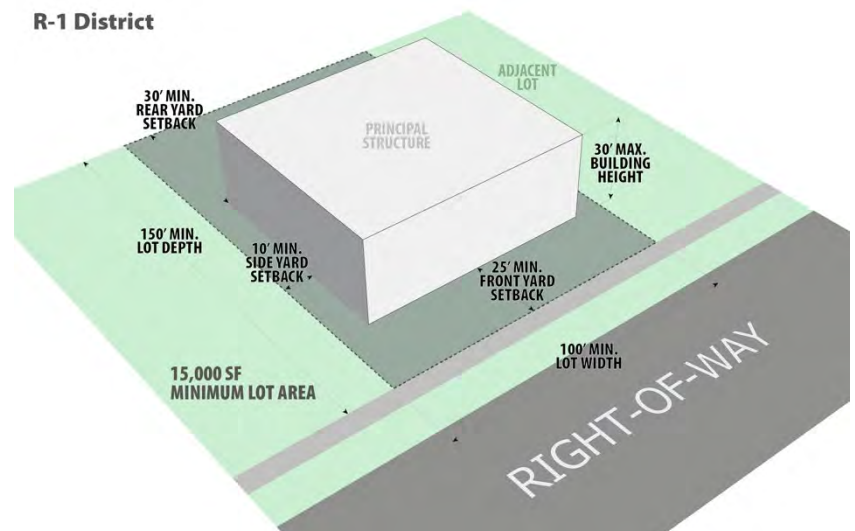 R-1 District
ADJACENT
LOT
30' MIN.
REAR YARD
SETBACK
PRINCIPAL
STRUCTURE
30' MAX.
BUILDING
HEIGHT
150' MIN.
LOT DEPTH
10' MIN.
SIDE YARD
SETBACK
25' MIN.
FRONT YARD
SETBACK
100' MIN.
LOT WIDTH
15,000 SF
MINIMUM LOT AREA
RIGHT-OF-WAY